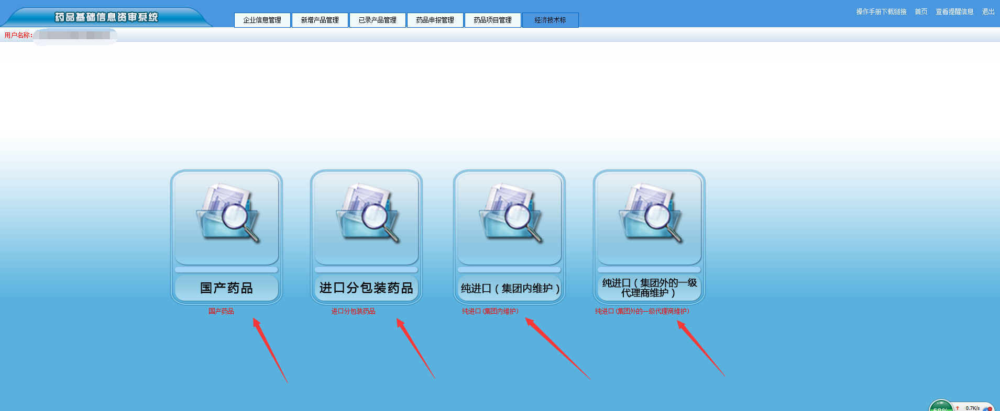 药品基础信息资审系统
企业信息管理 新增产品管理 已录产品管理 药品申报管理 药品项目管理 经济技术标
操作手册下载链接 首页 查看提醒信息 退出
用户名称:
国产药品
进口分包装药品
纯进口（集团内维护）
纯进口（集团外的一级
代理商维护）
国产药品
进口分包装药品
纯进口(集团内维护)
纯进口(集团外的一级代理商维护)
0.7K/s